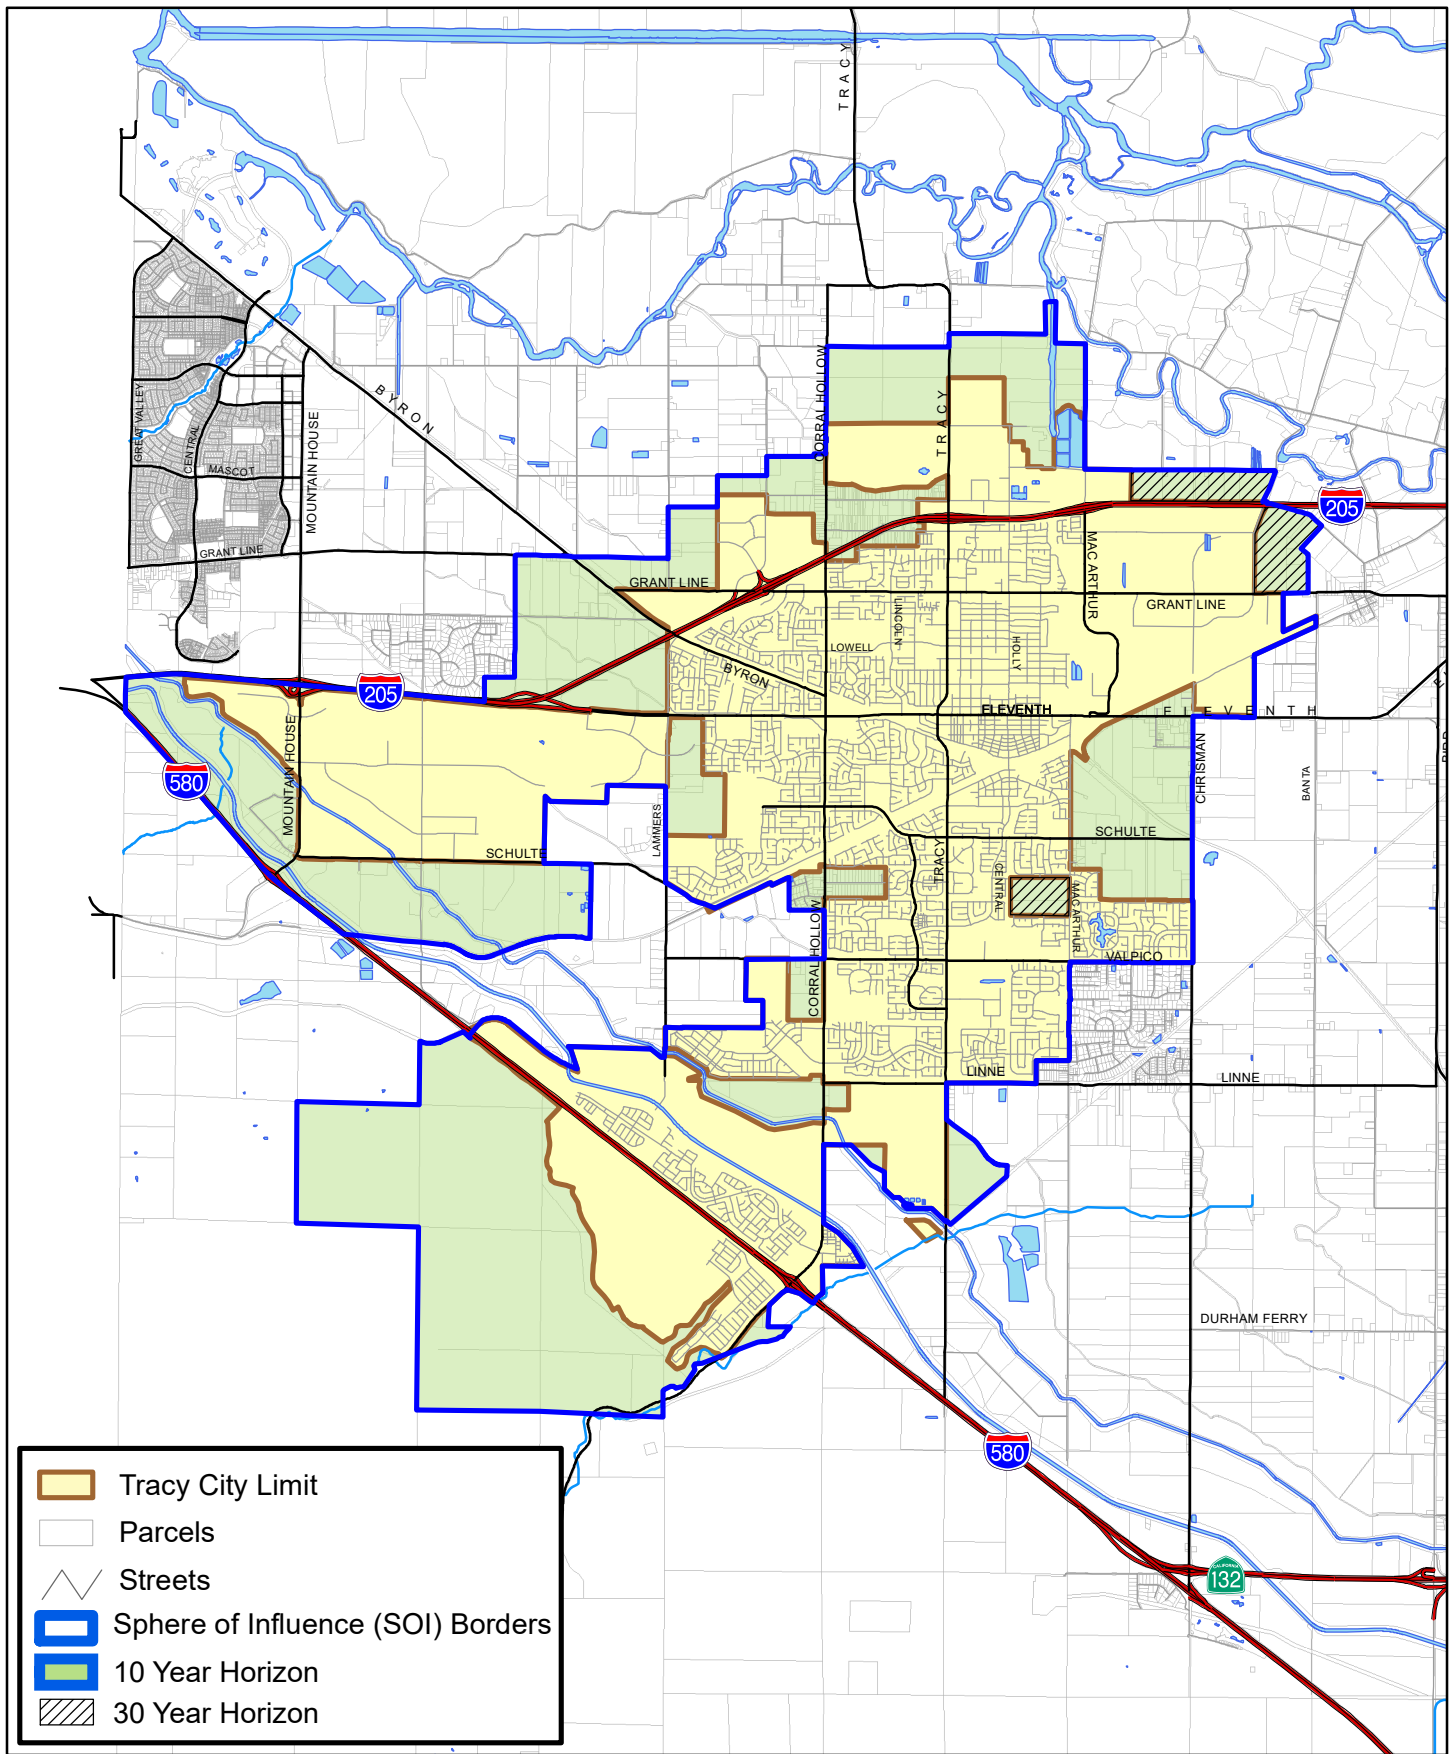 TRACY
CORRAL HOLLOW
TRACY
BYRON
GREAT VALLEY
CENTRAL
MASCOT
MOUNTAIN HOUSE
GRANT LINE
205
GRANT LINE
MAC ARTHUR
GRANT LINE
LINCOLN
HOLLY
LOWELL
BYRON
205
ELEVENTH
ELEVENTH
580
MOUNTAIN HOUSE
CHRISMAN
BANTA
LAMMERS
SCHULTE
SCHULTE
TRACY
CENTRAL
MAC ARTHUR
CORRAL HOLLOW
VALPICO
LINNE
LINNE
DURHAM FERRY
580
CALIFORNIA
132
Tracy City Limit
Parcels
Streets
Sphere of Influence (SOI) Borders
10 Year Horizon
30 Year Horizon